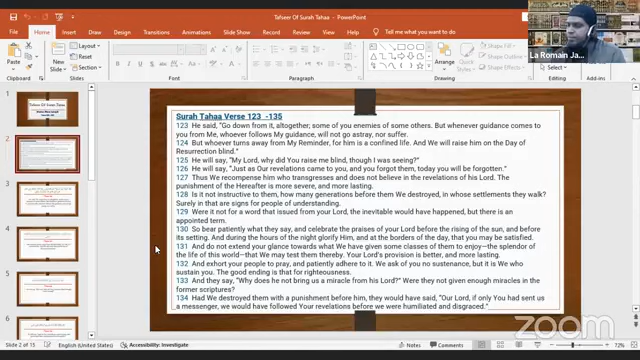 Tafseer Of Surah Tahaa - PowerPoint
File Home Insert Draw Design Transitions Animations Slide Show Review View Help Tell me what you want to do
La Romain Ja...
Paste
New Slide
Layout
Reset
Section
Arrange
Quick Styles
Shape Fill
Shape Effects
Select
Add-ins
Clipboard Slides Font Paragraph Drawing Add-ins
1
2
3
4
5
6
Tafseer Of Surah Tahaa
Surah Tahaa Verse 123 -135
123 He said, “Go down from it, altogether; some of you enemies of some others. But whenever guidance comes to
you from Me, whoever follows My guidance, will not go astray, nor suffer.
124 But whoever turns away from My Reminder, for him is a confined life. And We will raise him on the Day of
Resurrection blind.”
125 He will say, “My Lord, why did You raise me blind, though I was seeing?”
126 He will say, “Just as Our revelations came to you, and you forgot them, today you will be forgotten.”
127 Thus We recompense him who transgresses and does not believe in the revelations of his Lord. The
punishment of the Hereafter is more severe, and more lasting.
128 Is it not instructive to them, how many generations before them We destroyed, in whose settlements they walk?
Surely in that are signs for people of understanding.
129 Were it not for a word that issued from your Lord, the inevitable would have happened, but there is an
appointed term.
130 So bear patiently what they say, and celebrate the praises of your Lord before the rising of the sun, and before
its setting. And during the hours of the night glorify Him, and at the borders of the day, that you may be satisfied.
131 And do not extend your glance towards what We have given some classes of them to enjoy—the splendor of
the life of this world—that We may test them thereby. Your Lord’s provision is better, and more lasting.
132 And exhort your people to pray, and patiently adhere to it. We ask of you no sustenance, but it is We who
sustain you. The good ending is that for righteousness.
133 And they say, “Why does he not bring us a miracle from his Lord?” Were they not given enough miracles in the
former scriptures?
134 Had We destroyed them with a punishment before him, they would have said, “Our Lord, if only You had sent us
a messenger, we would have followed Your revelations before we were humiliated and disgraced.”
zoom
Slide 2 of 15 English (United States) Accessibility: Investigate Notes Comments 72%